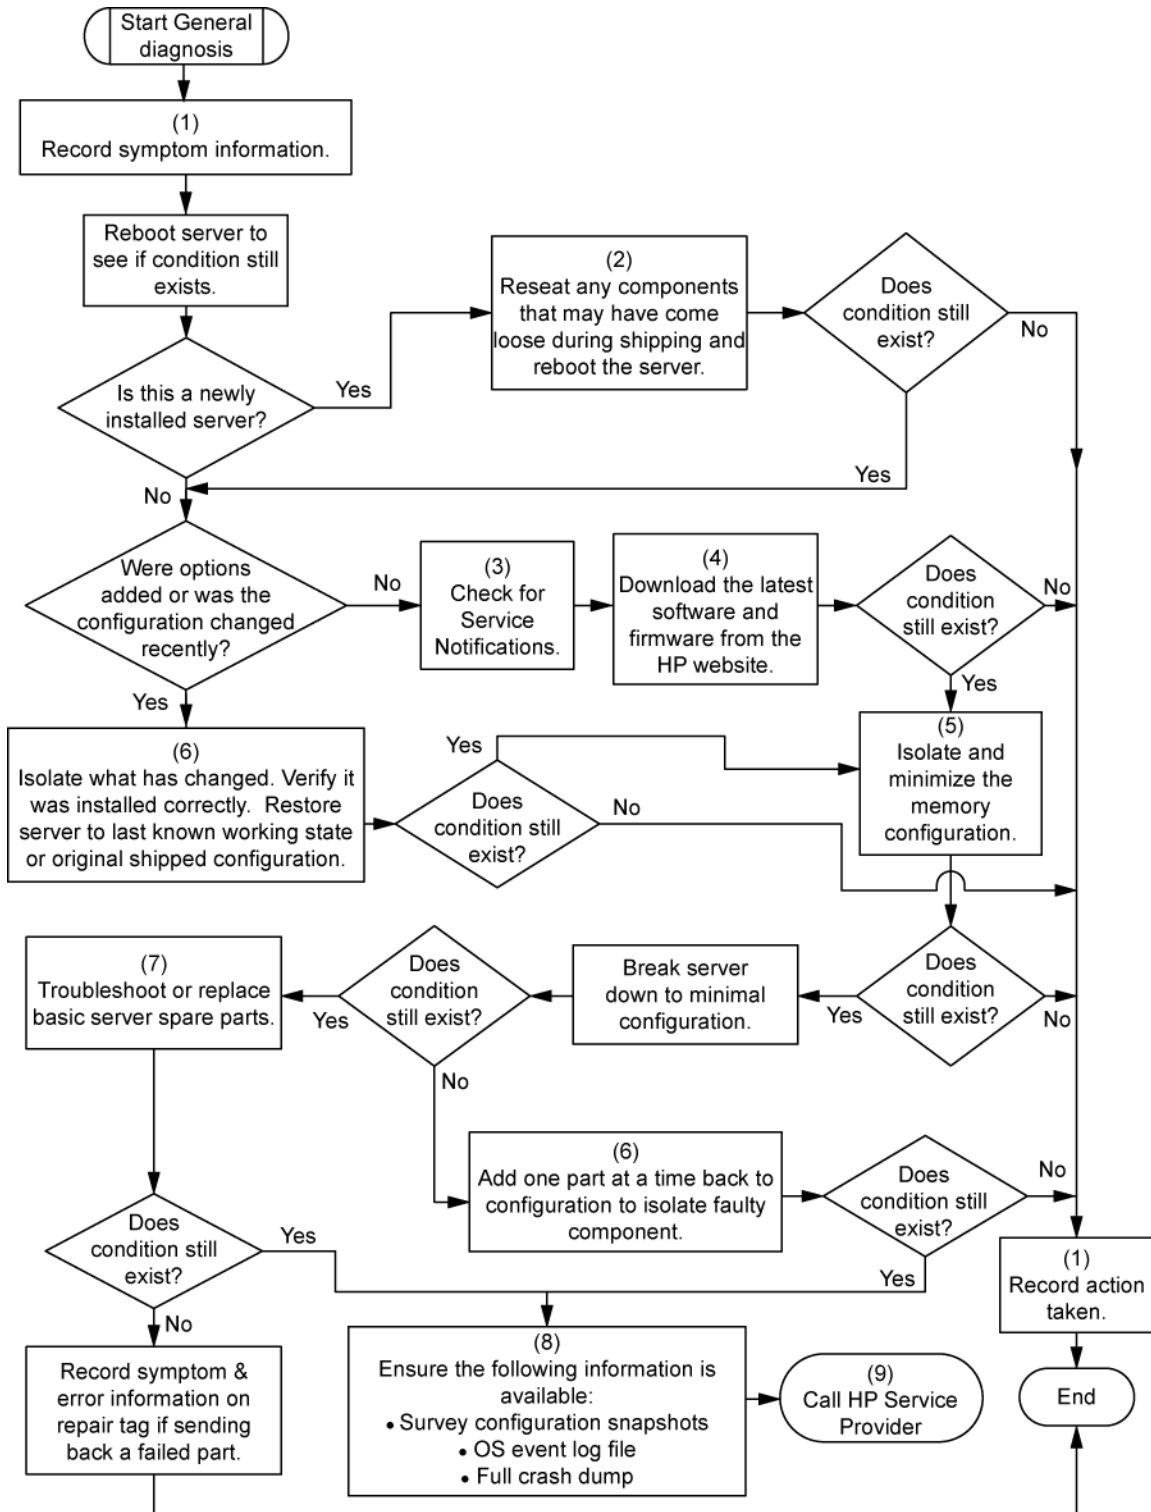 Start General
diagnosis
(1)
Record symptom information.
Reboot server to
see if condition still
exists.
Is this a newly
installed server?
Yes
No
(2)
Reseat any components
that may have come
loose during shipping and
reboot the server.
Does
condition still
exist?
No
Yes
Were options
added or was the
configuration changed
recently?
No
Yes
(3)
Check for
Service
Notifications.
(4)
Download the latest
software and
firmware from the
HP website.
Does
condition
still exist?
No
Yes
(5)
Isolate and
minimize the
memory
configuration.
(6)
Isolate what has changed. Verify it
was installed correctly. Restore
server to last known working state
or original shipped configuration.
Does
condition still
exist?
Yes
No
Does
condition
still exist?
No
Yes
Break server
down to minimal
configuration.
Does
condition
still exist?
Yes
No
(7)
Troubleshoot or replace
basic server spare parts.
(6)
Add one part at a time back to
configuration to isolate faulty
component.
Does
condition still
exist?
No
Yes
Does
condition still
exist?
Yes
No
(1)
Record action
taken.
Record symptom &
error information on
repair tag if sending
back a failed part.
(8)
Ensure the following information is
available:
• Survey configuration snapshots
• OS event log file
• Full crash dump
(9)
Call HP Service
Provider
End